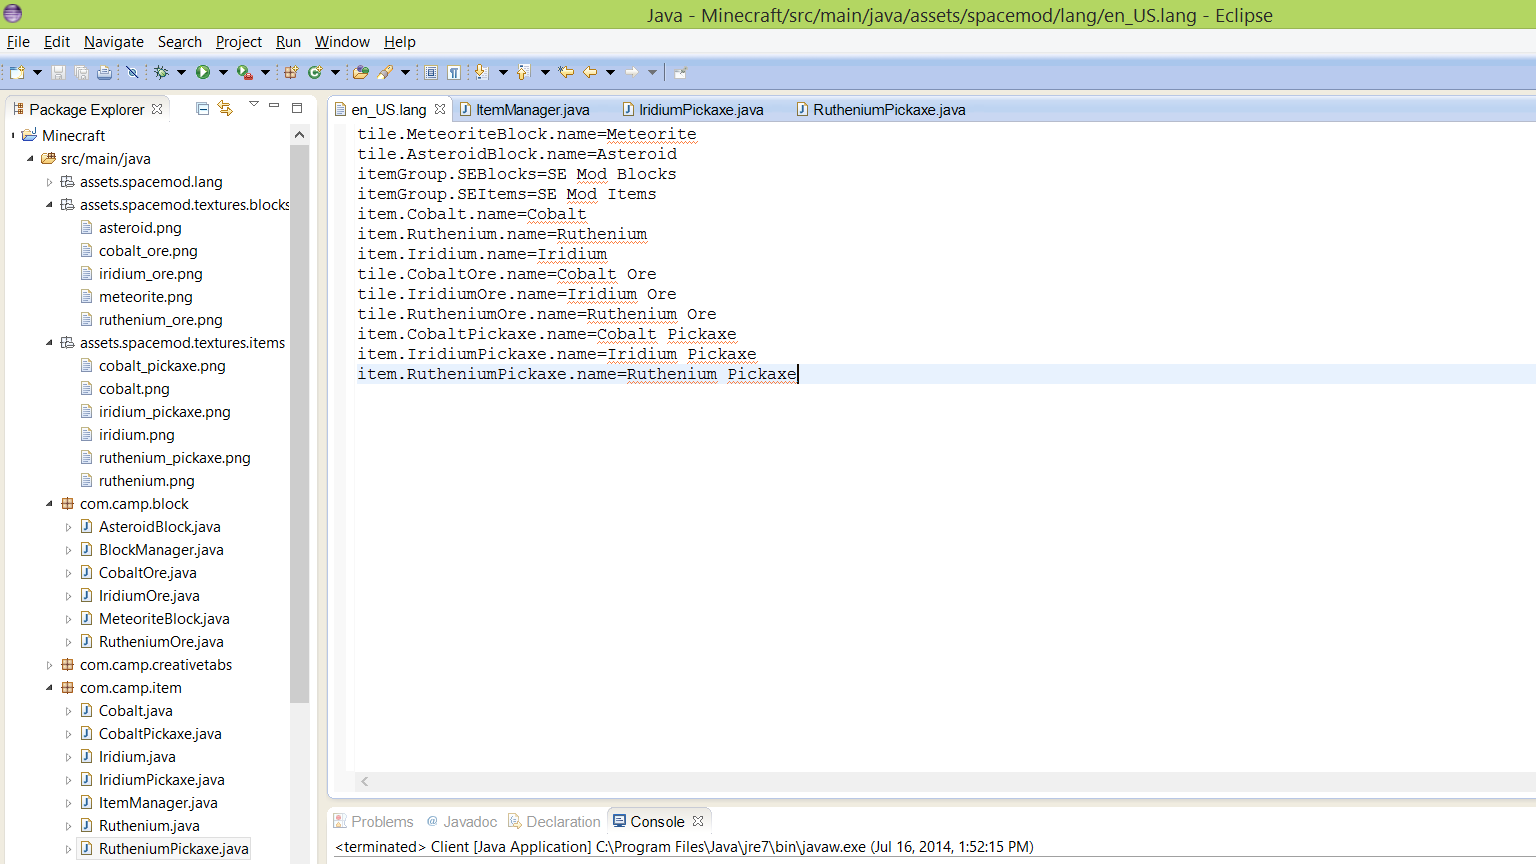 Java - Minecraft/src/main/java/assets/spacemod/lang/en_US.lang - Eclipse
File Edit Navigate Search Project Run Window Help
Package Explorer
Minecraft
src/main/java
assets.spacemod.lang
assets.spacemod.textures.blocks
asteroid.png
cobalt_ore.png
iridium_ore.png
meteorite.png
ruthenium_ore.png
assets.spacemod.textures.items
cobalt_pickaxe.png
cobalt.png
iridium_pickaxe.png
iridium.png
ruthenium_pickaxe.png
ruthenium.png
com.camp.block
AsteroidBlock.java
BlockManager.java
CobaltOre.java
IridiumOre.java
MeteoriteBlock.java
RutheniumOre.java
com.camp.creativetabs
com.camp.item
Cobalt.java
CobaltPickaxe.java
Iridium.java
IridiumPickaxe.java
ItemManager.java
Ruthenium.java
RutheniumPickaxe.java
en_US.lang ItemManager.java IridiumPickaxe.java RutheniumPickaxe.java
tile.MeteoriteBlock.name=Meteorite
tile.AsteroidBlock.name=Asteroid
itemGroup.SEBlocks=SE Mod Blocks
itemGroup.SEItems=SE Mod Items
item.Cobalt.name=Cobalt
item.Ruthenium.name=Ruthenium
item.Iridium.name=Iridium
tile.CobaltOre.name=Cobalt Ore
tile.IridiumOre.name=Iridium Ore
tile.RutheniumOre.name=Ruthenium Ore
item.CobaltPickaxe.name=Cobalt Pickaxe
item.IridiumPickaxe.name=Iridium Pickaxe
item.RutheniumPickaxe.name=Ruthenium Pickaxe
Problems @ Javadoc Declaration Console
<terminated> Client [Java Application] C:\Program Files\Java\jre7\bin\javaw.exe (Jul 16, 2014, 1:52:15 PM)